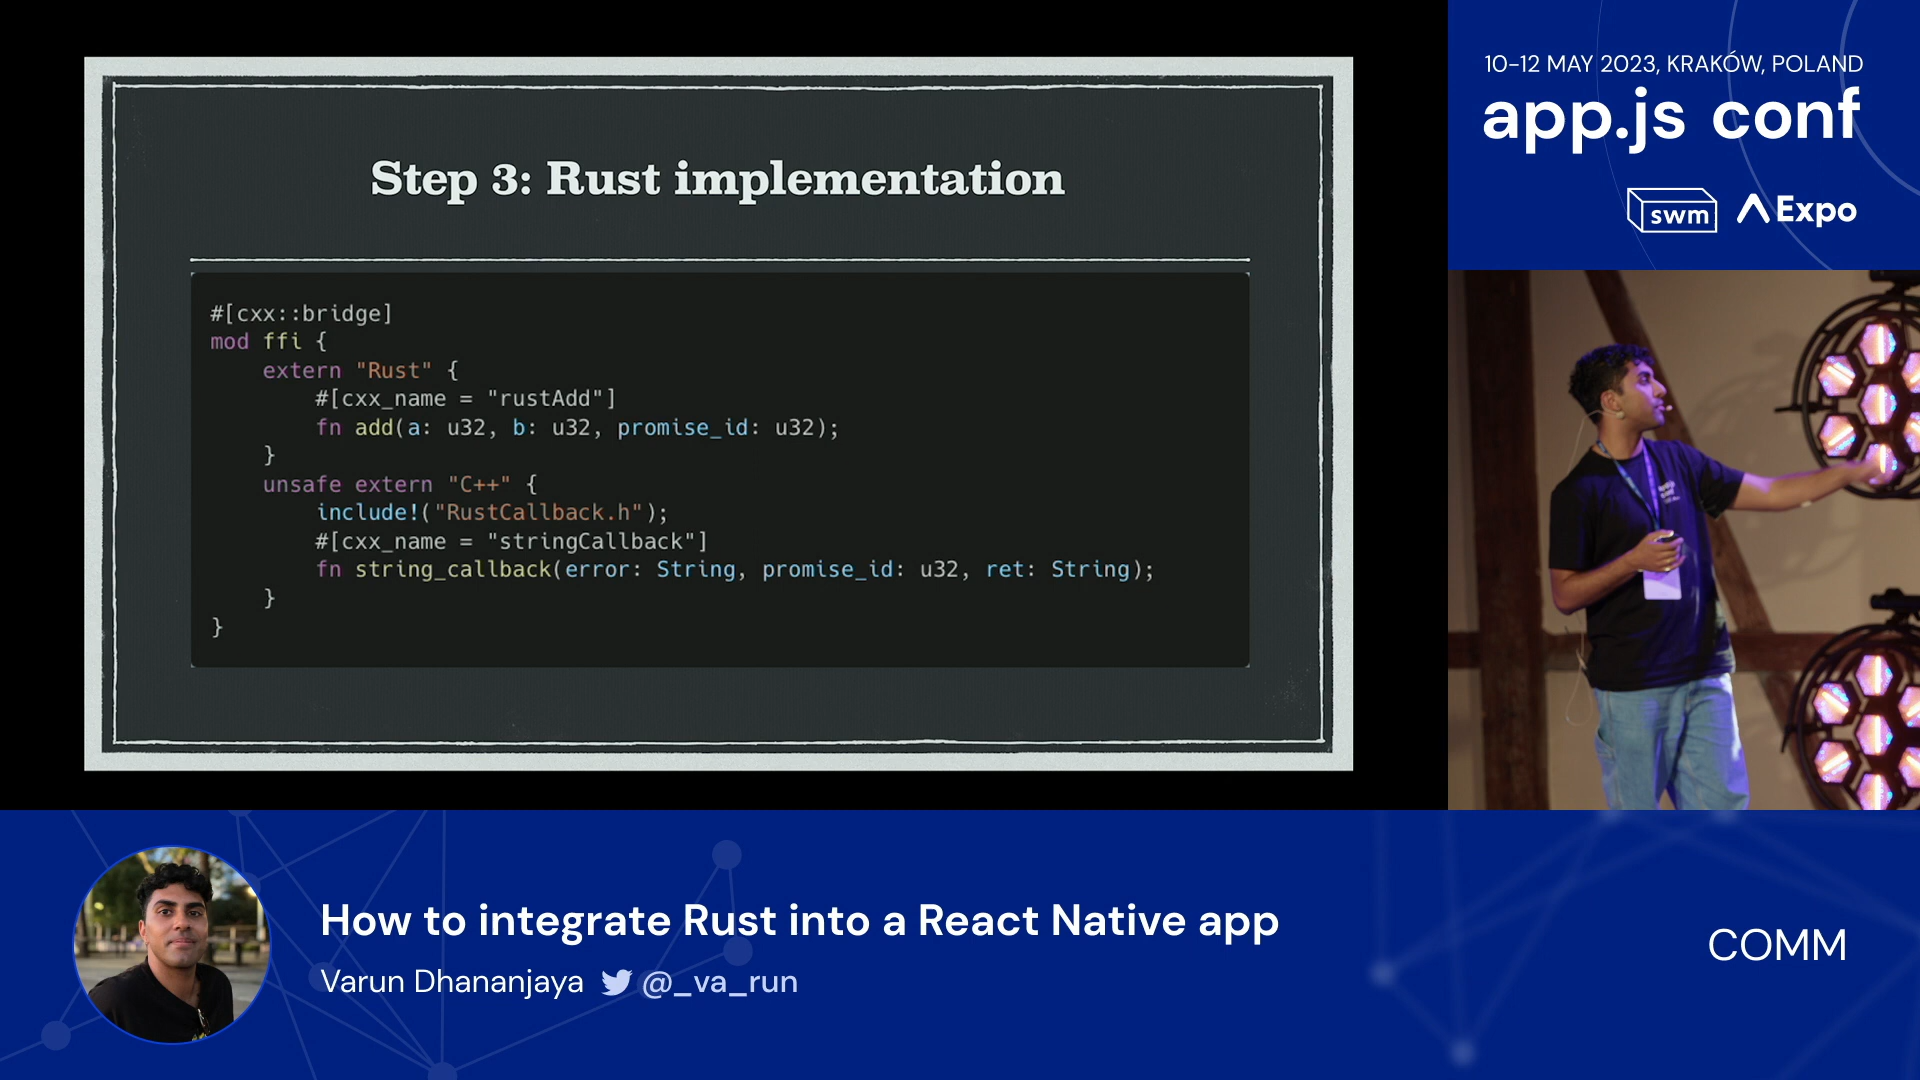 Step 3: Rust implementation
#[cxx::bridge]
mod ffi {
    extern "Rust" {
        #[cxx_name = "rustAdd"]
        fn add(a: u32, b: u32, promise_id: u32);
    }
    unsafe extern "C++" {
        include!("RustCallback.h");
        #[cxx_name = "stringCallback"]
        fn string_callback(error: String, promise_id: u32, ret: String);
    }
}
10-12 MAY 2023, KRAKÓW, POLAND
app.js conf
swm Expo
How to integrate Rust into a React Native app
Varun Dhananjaya @_va_run
COMM